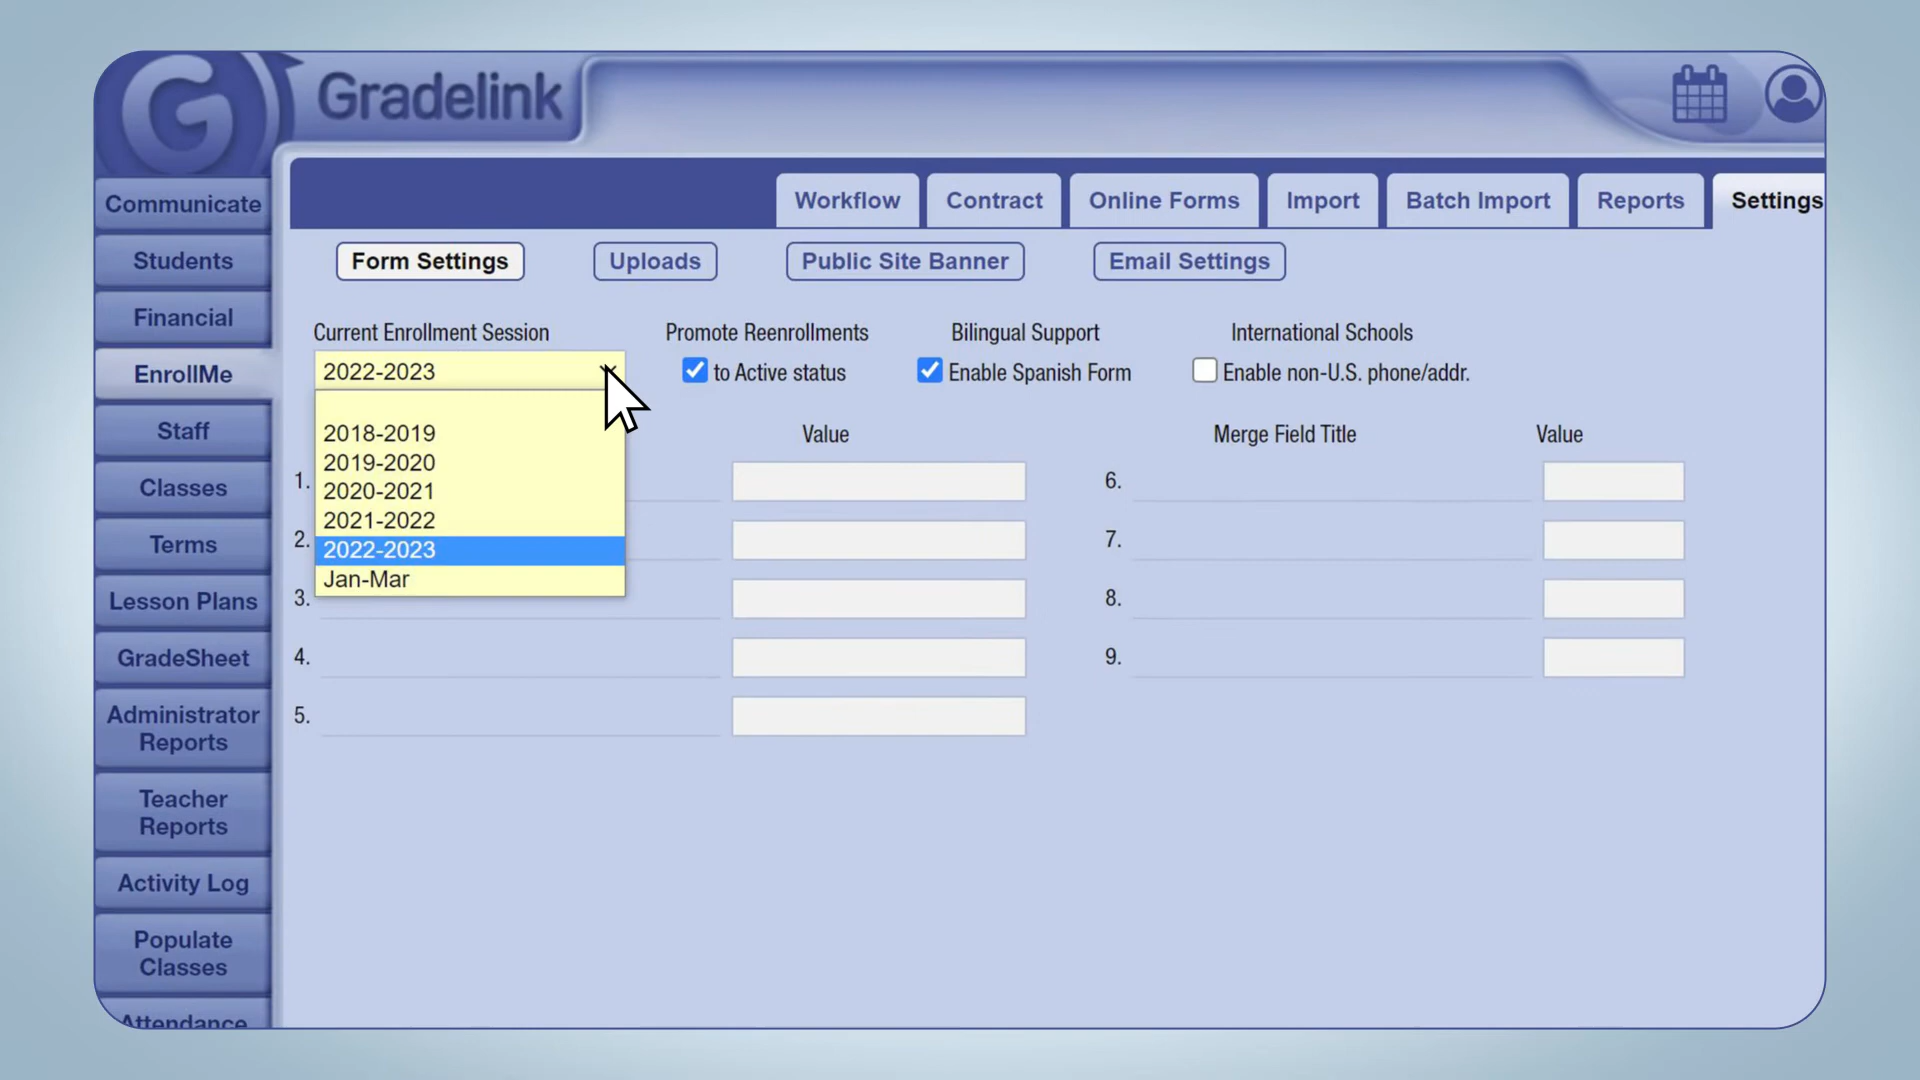 Gradelink
Communicate
Students
Financial
EnrollMe
Staff
Classes
Terms
Lesson Plans
GradeSheet
Administrator
Reports
Teacher
Reports
Activity Log
Populate
Classes
Attendance
Workflow
Contract
Online Forms
Import
Batch Import
Reports
Settings
Form Settings
Uploads
Public Site Banner
Email Settings
Current Enrollment Session
2022-2023
2018-2019
2019-2020
2020-2021
2021-2022
2022-2023
Jan-Mar
Promote Reenrollments
to Active status
Bilingual Support
Enable Spanish Form
International Schools
Enable non-U.S. phone/addr.
Value
Merge Field Title
Value
1.
2.
3.
4.
5.
6.
7.
8.
9.